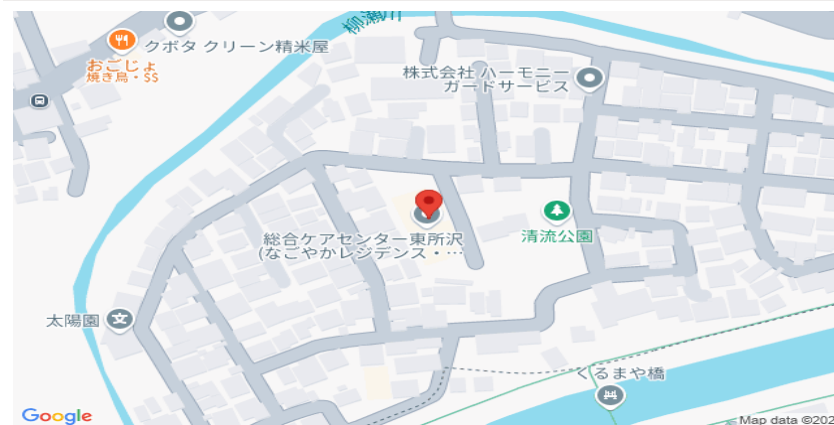 柳瀬川
クボタ クリーン精米屋
おごじょ
焼き鳥・$$
株式会社 ハーモニー
ガードサービス
総合ケアセンター東所沢
(なごやかレジデンス・…
清流公園
太陽園
文
くるまや橋
Google
Map data ©202